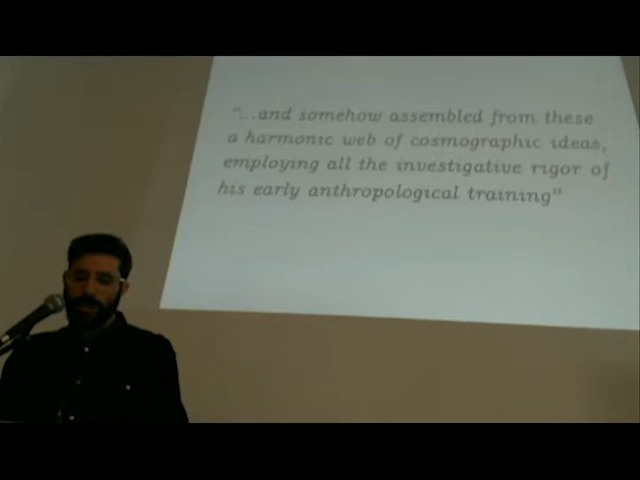 "...and somehow assembled from these
a harmonic web of cosmographic ideas,
employing all the investigative rigor of
his early anthropological training"